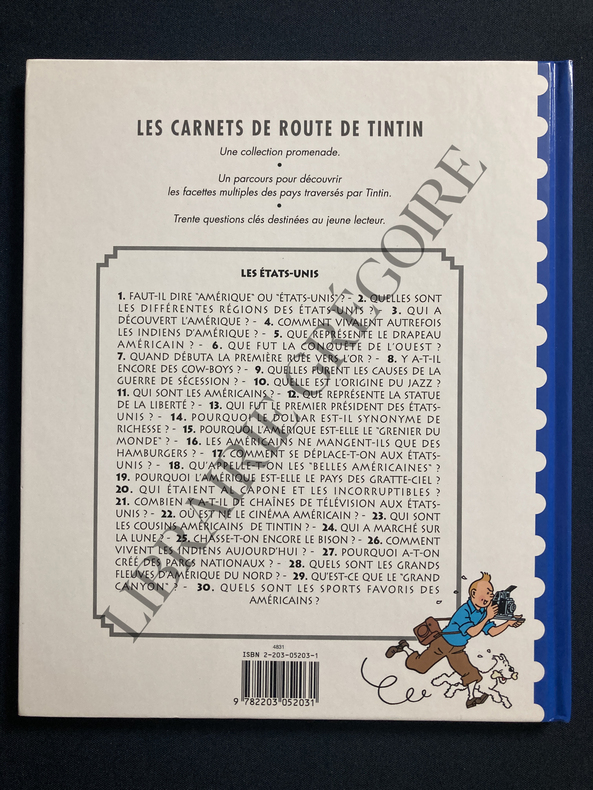 LES CARNETS DE ROUTE DE TINTIN
Une collection promenade.
•
Un parcours pour découvrir
les facettes multiples des pays traversés par Tintin.
•
Trente questions clés destinées au jeune lecteur.
LES ÉTATS-UNIS
1. FAUT-IL DIRE "AMÉRIQUE" OU "ÉTATS-UNIS" ? - 2. QUELLES SONT
LES DIFFÉRENTES RÉGIONS DES ÉTATS-UNIS ? - 3. QUI A
DÉCOUVERT L'AMÉRIQUE ? - 4. COMMENT VIVAIENT AUTREFOIS
LES INDIENS D'AMÉRIQUE ? - 5. QUE REPRÉSENTE LE DRAPEAU
AMÉRICAIN ? - 6. QUE FUT LA CONQUÊTE DE L'OUEST ?
7. QUAND DÉBUTA LA PREMIÈRE RUÉE VERS L'OR ? - 8. Y A-T-IL
ENCORE DES COW-BOYS ? - 9. QUELLES FURENT LES CAUSES DE LA
GUERRE DE SÉCESSION ? - 10. QUELLE EST L'ORIGINE DU JAZZ ?
11. QUI SONT LES AMÉRICAINS ? - 12. QUE REPRÉSENTE LA STATUE
DE LA LIBERTÉ ? - 13. QUI FUT LE PREMIER PRÉSIDENT DES ÉTATS-
UNIS ? - 14. POURQUOI LE DOLLAR EST-IL SYNONYME DE
RICHESSE ? - 15. POURQUOI L'AMÉRIQUE EST-ELLE LE "GRENIER DU
MONDE" ? - 16. LES AMÉRICAINS NE MANGENT-ILS QUE DES
HAMBURGERS ? - 17. COMMENT SE DÉPLACE-T-ON AUX ÉTATS-
UNIS ? - 18. QU'APPELLE-T-ON LES "BELLES AMÉRICAINES" ?
19. POURQUOI L'AMÉRIQUE EST-ELLE LE PAYS DES GRATTE-CIEL ?
20. QUI ÉTAIENT AL CAPONE ET LES INCORRUPTIBLES ?
21. COMBIEN Y A-T-IL DE CHAÎNES DE TÉLÉVISION AUX ÉTATS-
UNIS ? - 22. OÙ EST NÉ LE CINÉMA AMÉRICAIN ? - 23. QUI SONT
LES COUSINS AMÉRICAINS DE TINTIN ? - 24. QUI A MARCHÉ SUR
LA LUNE ? - 25. CHASSE-T-ON ENCORE LE BISON ? - 26. COMMENT
VIVENT LES INDIENS AUJOURD'HUI ? - 27. POURQUOI A-T-ON
CRÉÉ DES PARCS NATIONAUX ? - 28. QUELS SONT LES GRANDS
FLEUVES D'AMÉRIQUE DU NORD ? - 29. QU'EST-CE QUE LE "GRAND
CANYON" ? - 30. QUELS SONT LES SPORTS FAVORIS DES
AMÉRICAINS ?
4831
ISBN 2-203-05203-1
9 782203 052031
LIBRAIRIE GRÉGOIRE